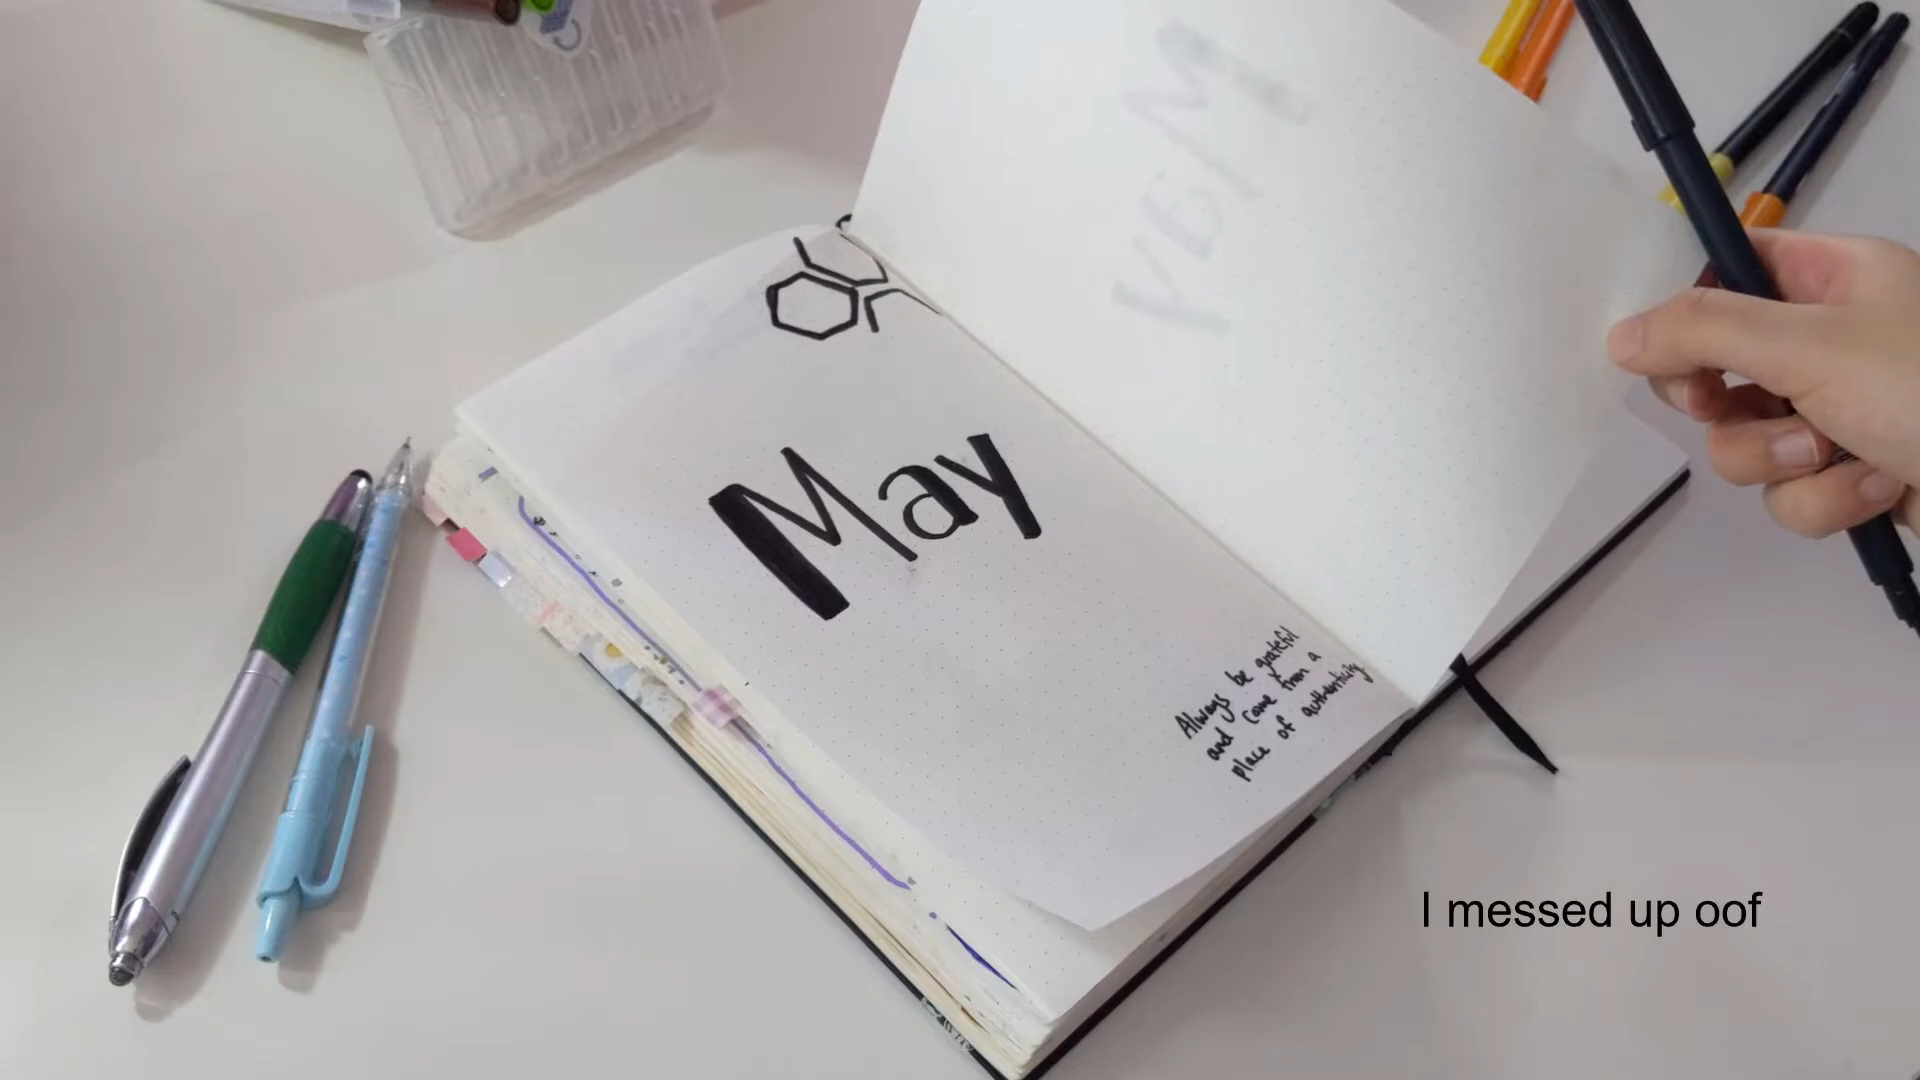 May
Always be grateful
and come from a
place of authenticity
I messed up oof